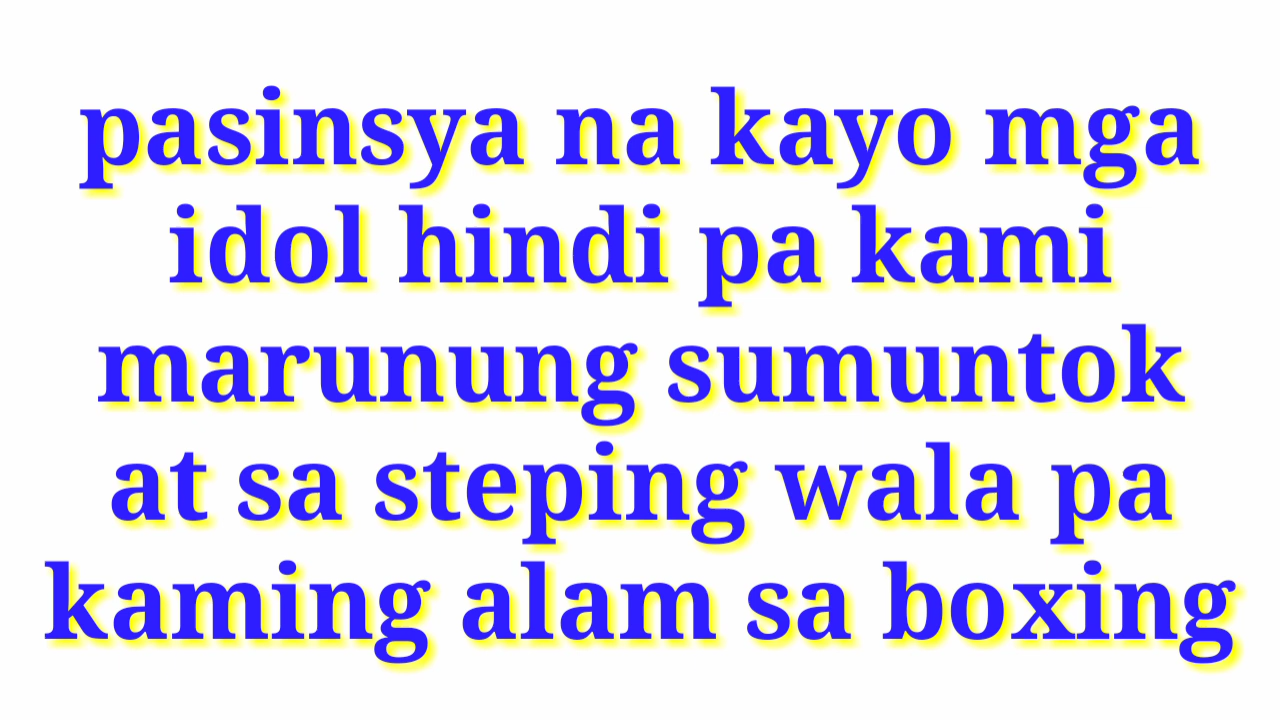 pasinsya na kayo mga
idol hindi pa kami
marunung sumuntok
at sa steping wala pa
kaming alam sa boxing